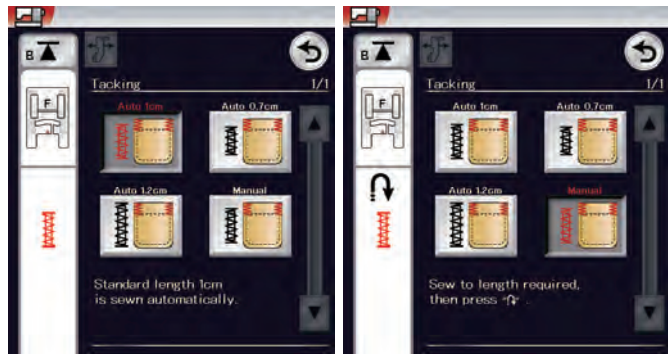 B
F
Tacking 1/1
Auto 1cm Auto 0.7cm
Auto 1.2cm Manual
Standard length 1cm
is sewn automatically.
B
F
Tacking 1/1
Auto 1cm Auto 0.7cm
Auto 1.2cm Manual
Sew to length required,
then press .